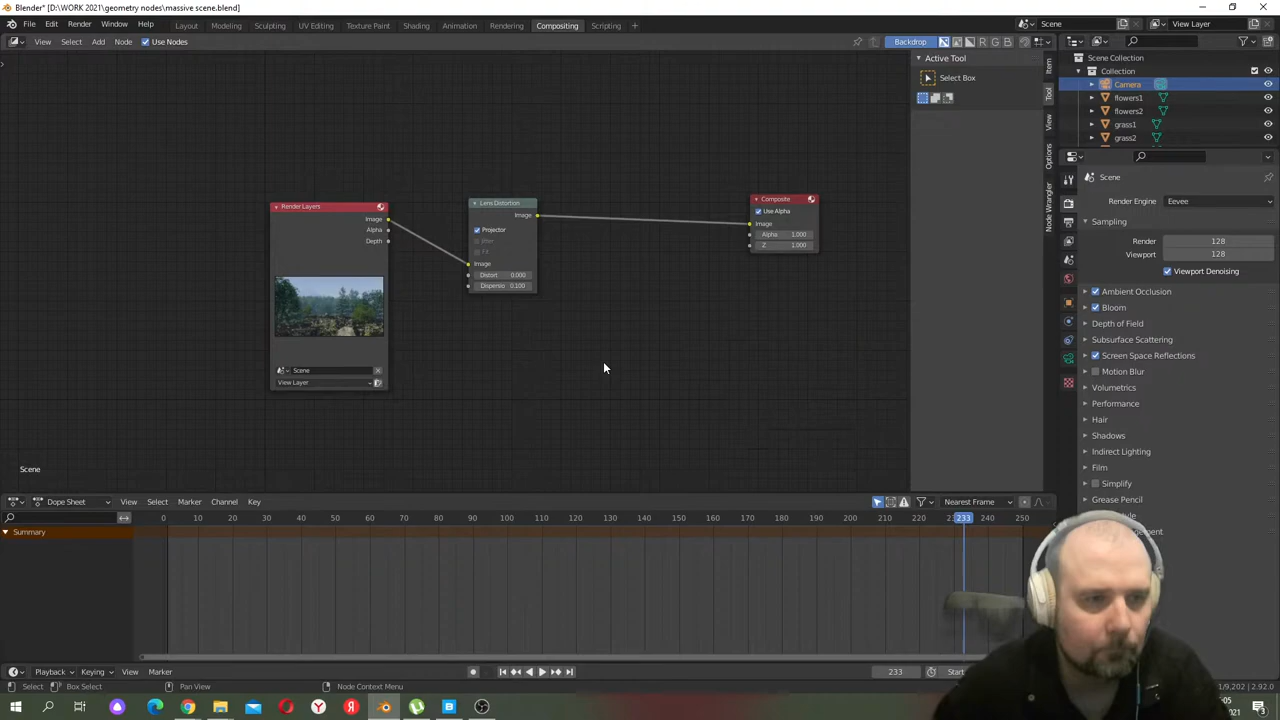 Blender* [D:\WORK 2021\geometry nodes\massive scene.blend]
File Edit Render Window Help Layout Modeling Sculpting UV Editing Texture Paint Shading Animation Rendering Compositing Scripting + Scene View Layer
View Select Add Node Use Nodes Backdrop R G B
Active Tool
Select Box
Item
Tool
View
Options
Node Wrangler
Scene Collection
Collection
Camera
flowers1
flowers2
grass1
grass2
Scene
Render Engine Eevee
Sampling
Render 128
Viewport 128
Viewport Denoising
Ambient Occlusion
Bloom
Depth of Field
Subsurface Scattering
Screen Space Reflections
Motion Blur
Volumetrics
Performance
Hair
Shadows
Indirect Lighting
Film
Simplify
Grease Pencil
Render Layers
Image
Alpha
Depth
Scene
View Layer
Lens Distortion
Image
Projector
Jitter
Fit
Image
Distort 0.000
Dispersio 0.100
Composite
Use Alpha
Image
Alpha 1.000
Z 1.000
Scene
Dope Sheet View Select Marker Channel Key Nearest Frame
0 10 20 30 40 50 60 70 80 90 100 110 120 130 140 150 160 170 180 190 200 210 220 233 240 250
Summary
Playback Keying View Marker 233 Start
Select Box Select Pan View Node Context Menu